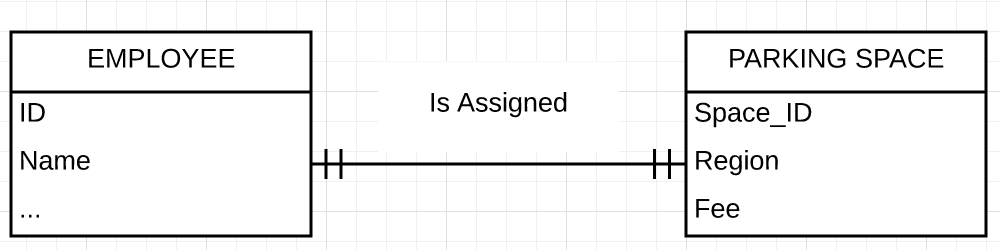 EMPLOYEE
ID
Name
...
Is Assigned
PARKING SPACE
Space_ID
Region
Fee